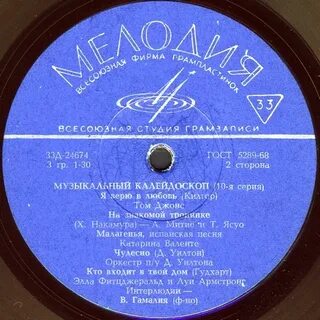 МЕЛОДИЯ
ВСЕСОЮЗНАЯ ФИРМА ГРАМПЛАСТИНОК
33
ВСЕСОЮЗНАЯ СТУДИЯ ГРАМЗАПИСИ
33Д-24674 ГОСТ 5289-68
3 гр. 1-30 2 сторона
МУЗЫКАЛЬНЫЙ КАЛЕЙДОСКОП (10-я серия)
Я верю в любовь (Килгор)
Том Джонс
На знакомой тропинке
(Х. Накамура) — А. Митиё и Т. Ясуо
Малагенья, испанская песня
Катарина Валенте
Чудесно (Д. Уилтон)
Оркестр п/у Д. Уилтона
Кто входит в твой дом (Гудхарт)
Элла Фитцджеральд и Луи Армстронг
Интерлюдии —
В. Гамалия (ф-но)